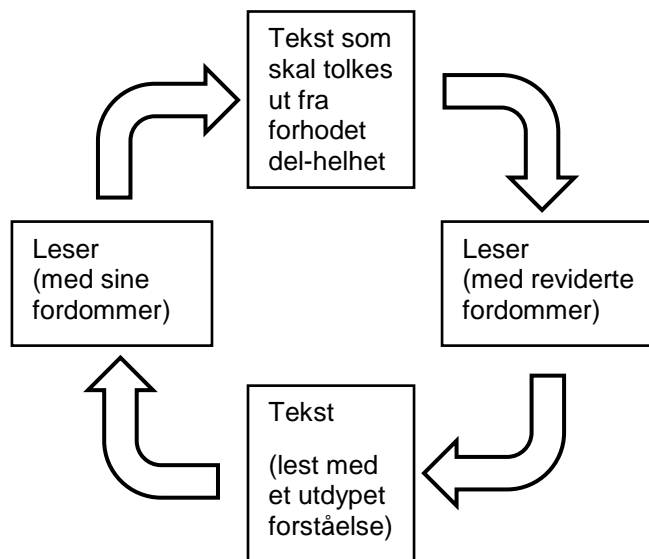 Tekst som
skal tolkes
ut fra
forhodet
del-helhet
Leser
(med sine
fordommer)
Leser
(med reviderte
fordommer)
Tekst
(lest med
et utdypet
forståelse)